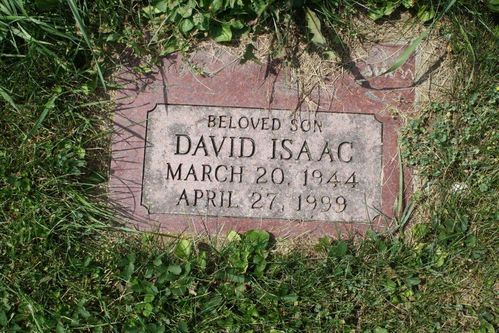 BELOVED SON
DAVID ISAAC
MARCH 20, 1944
APRIL 27, 1999